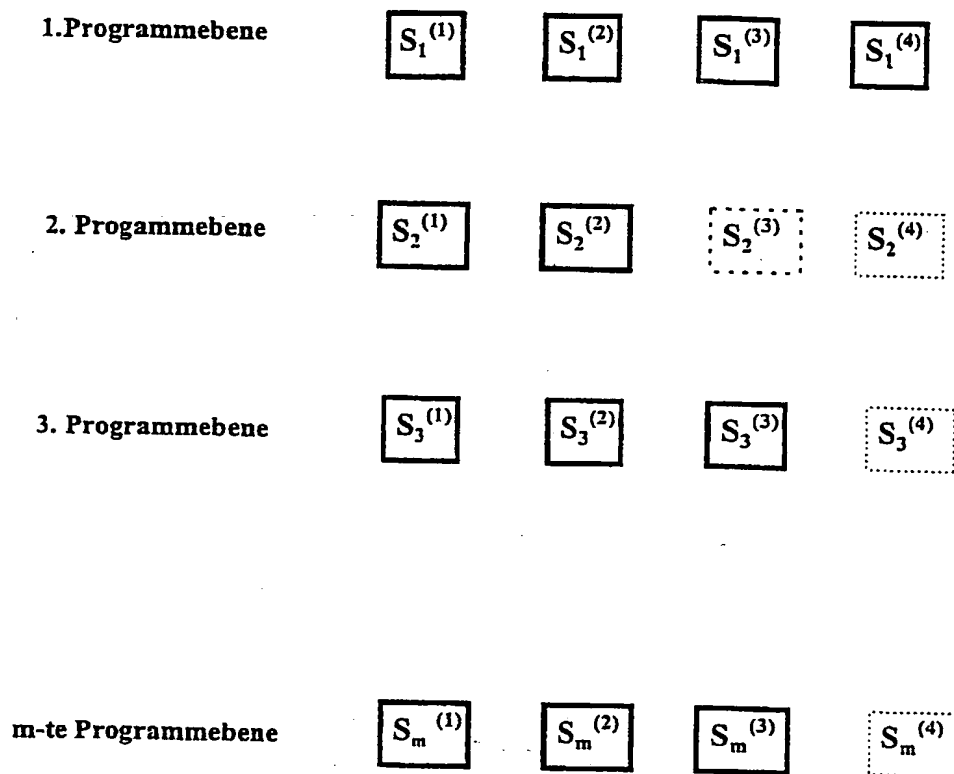 1.Programmebene S₁⁽¹⁾ S₁⁽²⁾ S₁⁽³⁾ S₁⁽⁴⁾
2. Progammebene S₂⁽¹⁾ S₂⁽²⁾ S₂⁽³⁾ S₂⁽⁴⁾
3. Programmebene S₃⁽¹⁾ S₃⁽²⁾ S₃⁽³⁾ S₃⁽⁴⁾
m-te Programmebene Sₘ⁽¹⁾ Sₘ⁽²⁾ Sₘ⁽³⁾ Sₘ⁽⁴⁾